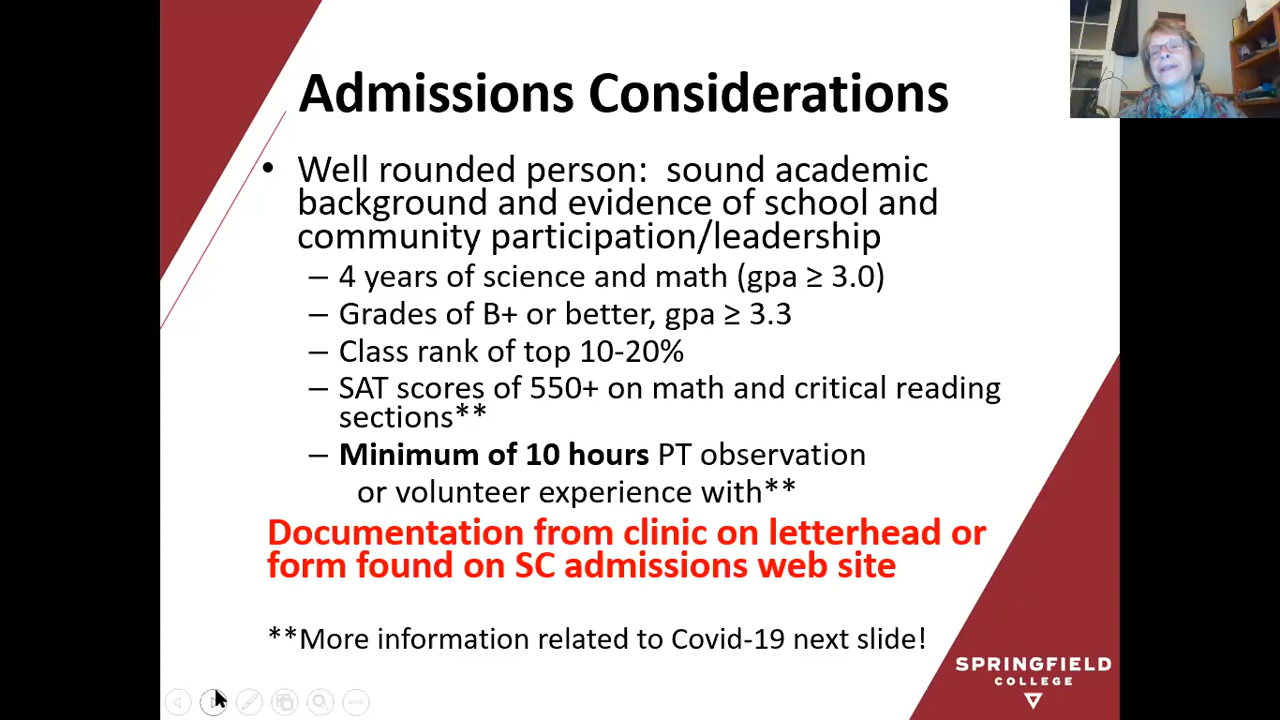 Admissions Considerations
• Well rounded person: sound academic
background and evidence of school and
community participation/leadership
– 4 years of science and math (gpa ≥ 3.0)
– Grades of B+ or better, gpa ≥ 3.3
– Class rank of top 10-20%
– SAT scores of 550+ on math and critical reading
sections**
– Minimum of 10 hours PT observation
or volunteer experience with**
Documentation from clinic on letterhead or
form found on SC admissions web site
**More information related to Covid-19 next slide!
SPRINGFIELD
COLLEGE